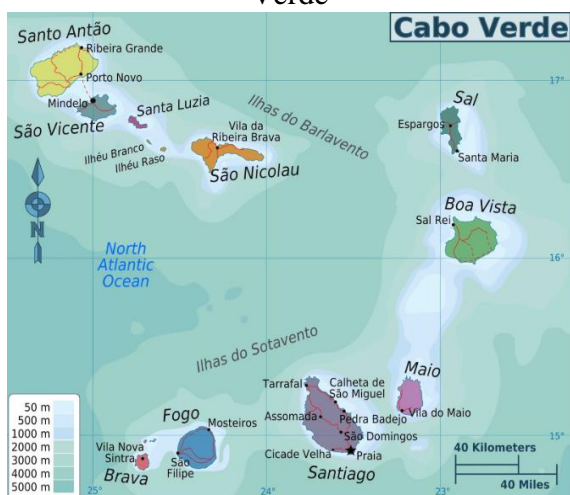 Verde
Cabo Verde
Santo Antão
Ribeira Grande
Porto Novo
Mindelo
São Vicente
Santa Luzia
Ilhéu Branco
Ilhéu Raso
Vila da
Ribeira Brava
São Nicolau
Ilhas do Barlavento
Sal
Espargos
Santa Maria
17°
Boa Vista
Sal Rei
16°
N
North
Atlantic
Ocean
Ilhas do Sotavento
Maio
Vila do Maio
Tarrafal
Calheta de
São Miguel
Assomada
Pedra Badejo
São Domingos
Cicade Velha
Praia
Santiago
15°
Fogo
Mosteiros
São
Filipe
Vila Nova
Sintra
Brava
50 m
500 m
1000 m
2000 m
3000 m
4000 m
5000 m
25°
24°
23°
40 Kilometers
40 Miles